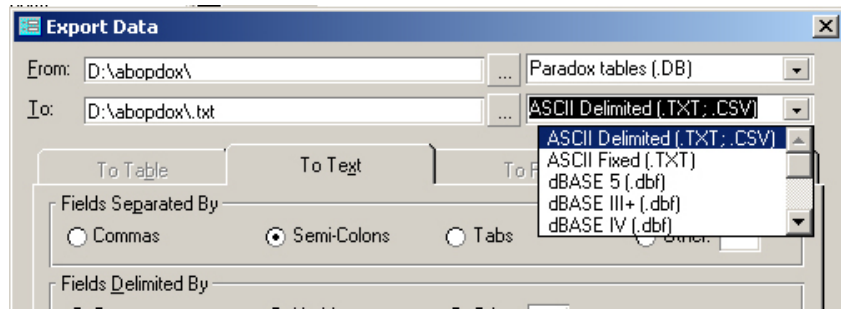 Export Data
From: D:\abopdox\ ... Paradox tables (.DB)
To: D:\abopdox\.txt ... ASCII Delimited (.TXT; .CSV)
ASCII Delimited (.TXT; .CSV)
ASCII Fixed (.TXT)
dBASE 5 (.dbf)
dBASE III+ (.dbf)
dBASE IV (.dbf)
To Table To Text To
Fields Separated By
Commas Semi-Colons Tabs Other:
Fields Delimited By